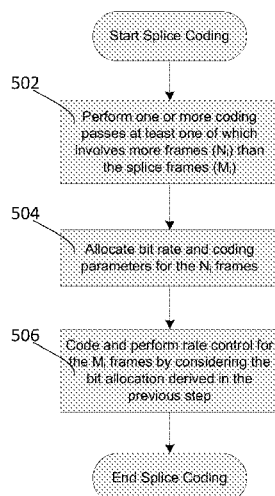 Start Splice Coding
502
Perform one or more coding
passes at least one of which
involves more frames (Ni) than
the splice frames (Mi)
504
Allocate bit rate and coding
parameters for the Ni frames
506
Code and perform rate control for
the Mi frames by considering the
bit allocation derived in the
previous step
End Splice Coding